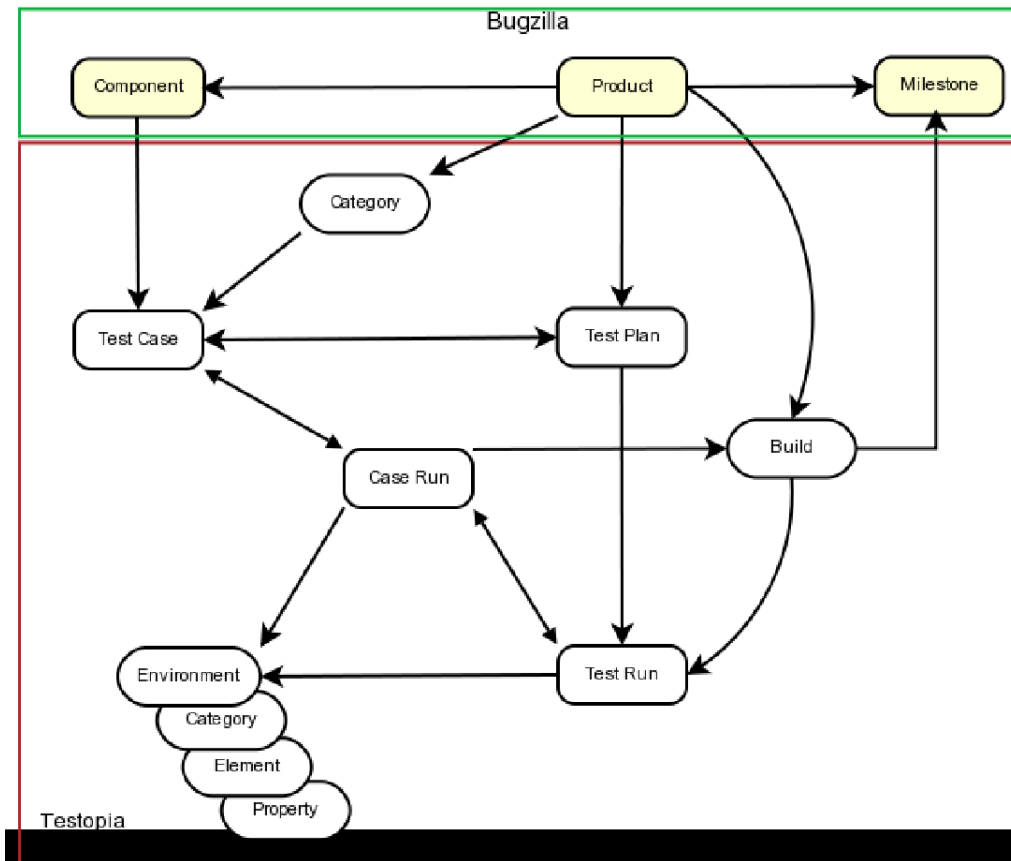 Bugzilla
Component
Product
Milestone
Category
Test Case
Test Plan
Build
Case Run
Environment
Test Run
Category
Element
Property
Testopia